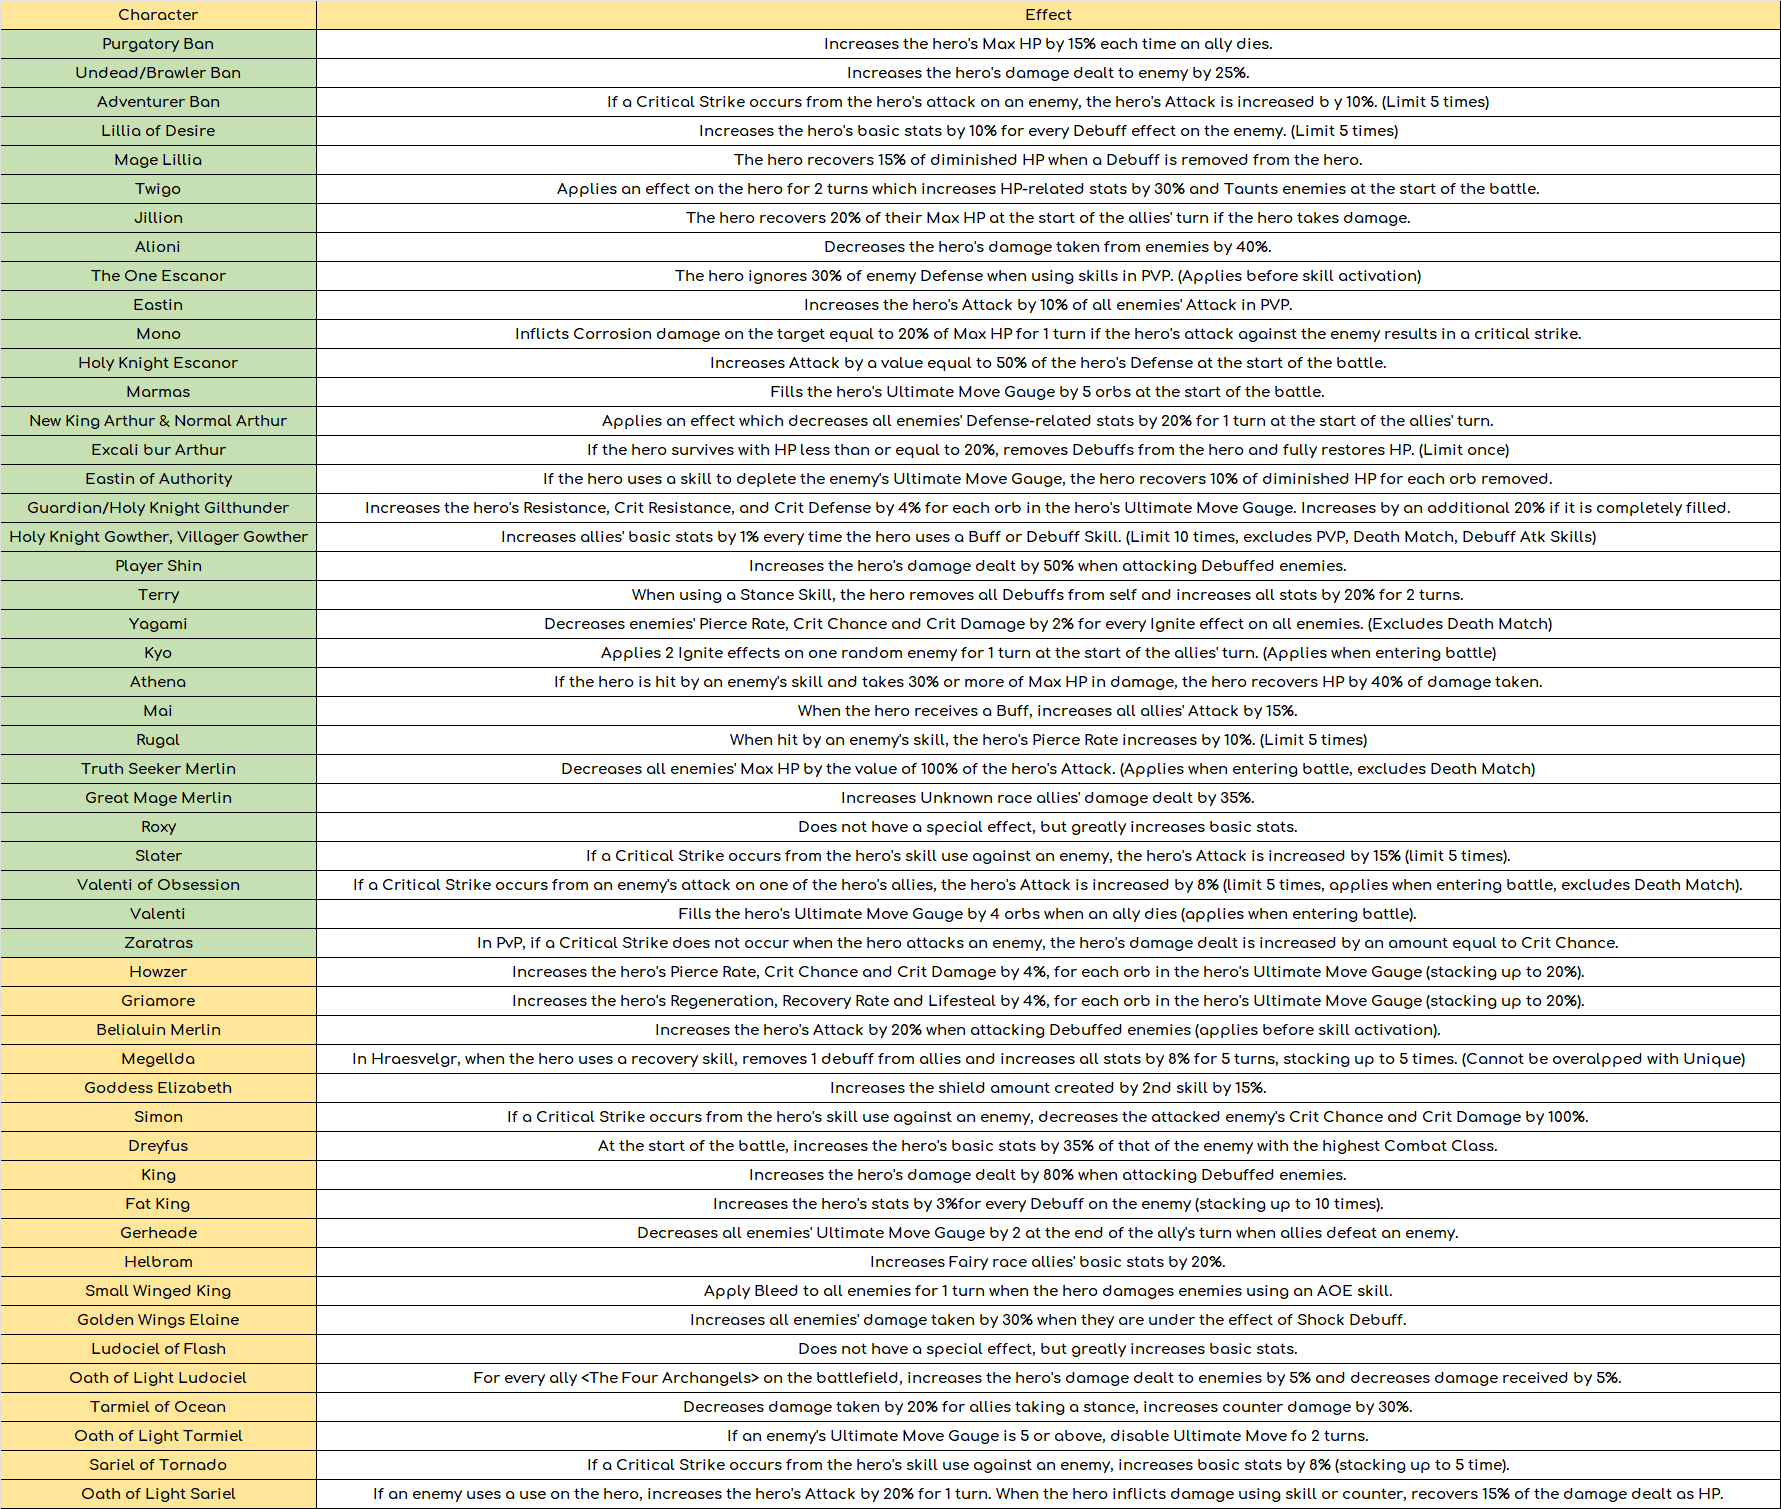 Character Effect
Purgatory Ban Increases the hero's Max HP by 15% each time an ally dies.
Undead/Brawler Ban Increases the hero's damage dealt to enemy by 25%.
Adventurer Ban If a Critical Strike occurs from the hero's attack on an enemy, the hero's Attack is increased b y 10%. (Limit 5 times)
Lillia of Desire Increases the hero's basic stats by 10% for every Debuff effect on the enemy. (Limit 5 times)
Mage Lillia The hero recovers 15% of diminished HP when a Debuff is removed from the hero.
Twigo Applies an effect on the hero for 2 turns which increases HP-related stats by 30% and Taunts enemies at the start of the battle.
Jillion The hero recovers 20% of their Max HP at the start of the allies' turn if the hero takes damage.
Alioni Decreases the hero's damage taken from enemies by 40%.
The One Escanor The hero ignores 30% of enemy Defense when using skills in PVP. (Applies before skill activation)
Eastin Increases the hero's Attack by 10% of all enemies' Attack in PVP.
Mono Inflicts Corrosion damage on the target equal to 20% of Max HP for 1 turn if the hero's attack against the enemy results in a critical strike.
Holy Knight Escanor Increases Attack by a value equal to 50% of the hero's Defense at the start of the battle.
Marmas Fills the hero's Ultimate Move Gauge by 5 orbs at the start of the battle.
New King Arthur & Normal Arthur Applies an effect which decreases all enemies' Defense-related stats by 20% for 1 turn at the start of the allies' turn.
Excali bur Arthur If the hero survives with HP less than or equal to 20%, removes Debuffs from the hero and fully restores HP. (Limit once)
Eastin of Authority If the hero uses a skill to deplete the enemy's Ultimate Move Gauge, the hero recovers 10% of diminished HP for each orb removed.
Guardian/Holy Knight Gilthunder Increases the hero's Resistance, Crit Resistance, and Crit Defense by 4% for each orb in the hero's Ultimate Move Gauge. Increases by an additional 20% if it is completely filled.
Holy Knight Gowther, Villager Gowther Increases allies' basic stats by 1% every time the hero uses a Buff or Debuff Skill. (Limit 10 times, excludes PVP, Death Match, Debuff Atk Skills)
Player Shin Increases the hero's damage dealt by 50% when attacking Debuffed enemies.
Terry When using a Stance Skill, the hero removes all Debuffs from self and increases all stats by 20% for 2 turns.
Yagami Decreases enemies' Pierce Rate, Crit Chance and Crit Damage by 2% for every Ignite effect on all enemies. (Excludes Death Match)
Kyo Applies 2 Ignite effects on one random enemy for 1 turn at the start of the allies' turn. (Applies when entering battle)
Athena If the hero is hit by an enemy's skill and takes 30% or more of Max HP in damage, the hero recovers HP by 40% of damage taken.
Mai When the hero receives a Buff, increases all allies' Attack by 15%.
Rugal When hit by an enemy's skill, the hero's Pierce Rate increases by 10%. (Limit 5 times)
Truth Seeker Merlin Decreases all enemies' Max HP by the value of 100% of the hero's Attack. (Applies when entering battle, excludes Death Match)
Great Mage Merlin Increases Unknown race allies' damage dealt by 35%.
Roxy Does not have a special effect, but greatly increases basic stats.
Slater If a Critical Strike occurs from the hero's skill use against an enemy, the hero's Attack is increased by 15% (limit 5 times).
Valenti of Obsession If a Critical Strike occurs from an enemy's attack on one of the hero's allies, the hero's Attack is increased by 8% (limit 5 times, applies when entering battle, excludes Death Match).
Valenti Fills the hero's Ultimate Move Gauge by 4 orbs when an ally dies (applies when entering battle).
Zaratras In PvP, if a Critical Strike does not occur when the hero attacks an enemy, the hero's damage dealt is increased by an amount equal to Crit Chance.
Howzer Increases the hero's Pierce Rate, Crit Chance and Crit Damage by 4%, for each orb in the hero's Ultimate Move Gauge (stacking up to 20%).
Griamore Increases the hero's Regeneration, Recovery Rate and Lifesteal by 4%, for each orb in the hero's Ultimate Move Gauge (stacking up to 20%).
Belialuin Merlin Increases the hero's Attack by 20% when attacking Debuffed enemies (applies before skill activation).
Megellda In Hraesvelgr, when the hero uses a recovery skill, removes 1 debuff from allies and increases all stats by 8% for 5 turns, stacking up to 5 times. (Cannot be overalpped with Unique)
Goddess Elizabeth Increases the shield amount created by 2nd skill by 15%.
Simon If a Critical Strike occurs from the hero's skill use against an enemy, decreases the attacked enemy's Crit Chance and Crit Damage by 100%.
Dreyfus At the start of the battle, increases the hero's basic stats by 35% of that of the enemy with the highest Combat Class.
King Increases the hero's damage dealt by 80% when attacking Debuffed enemies.
Fat King Increases the hero's stats by 3%for every Debuff on the enemy (stacking up to 10 times).
Gerheade Decreases all enemies' Ultimate Move Gauge by 2 at the end of the ally's turn when allies defeat an enemy.
Helbram Increases Fairy race allies' basic stats by 20%.
Small Winged King Apply Bleed to all enemies for 1 turn when the hero damages enemies using an AOE skill.
Golden Wings Elaine Increases all enemies' damage taken by 30% when they are under the effect of Shock Debuff.
Ludociel of Flash Does not have a special effect, but greatly increases basic stats.
Oath of Light Ludociel For every ally <The Four Archangels> on the battlefield, increases the hero's damage dealt to enemies by 5% and decreases damage received by 5%.
Tarmiel of Ocean Decreases damage taken by 20% for allies taking a stance, increases counter damage by 30%.
Oath of Light Tarmiel If an enemy's Ultimate Move Gauge is 5 or above, disable Ultimate Move fo 2 turns.
Sariel of Tornado If a Critical Strike occurs from the hero's skill use against an enemy, increases basic stats by 8% (stacking up to 5 time).
Oath of Light Sariel If an enemy uses a use on the hero, increases the hero's Attack by 20% for 1 turn. When the hero inflicts damage using skill or counter, recovers 15% of the damage dealt as HP.